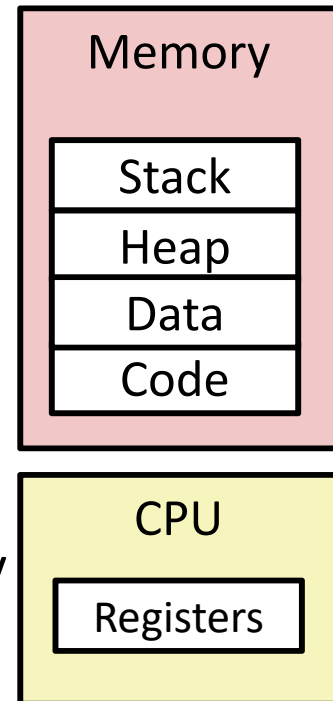 Memory
Stack
Heap
Data
Code
CPU
y
Registers